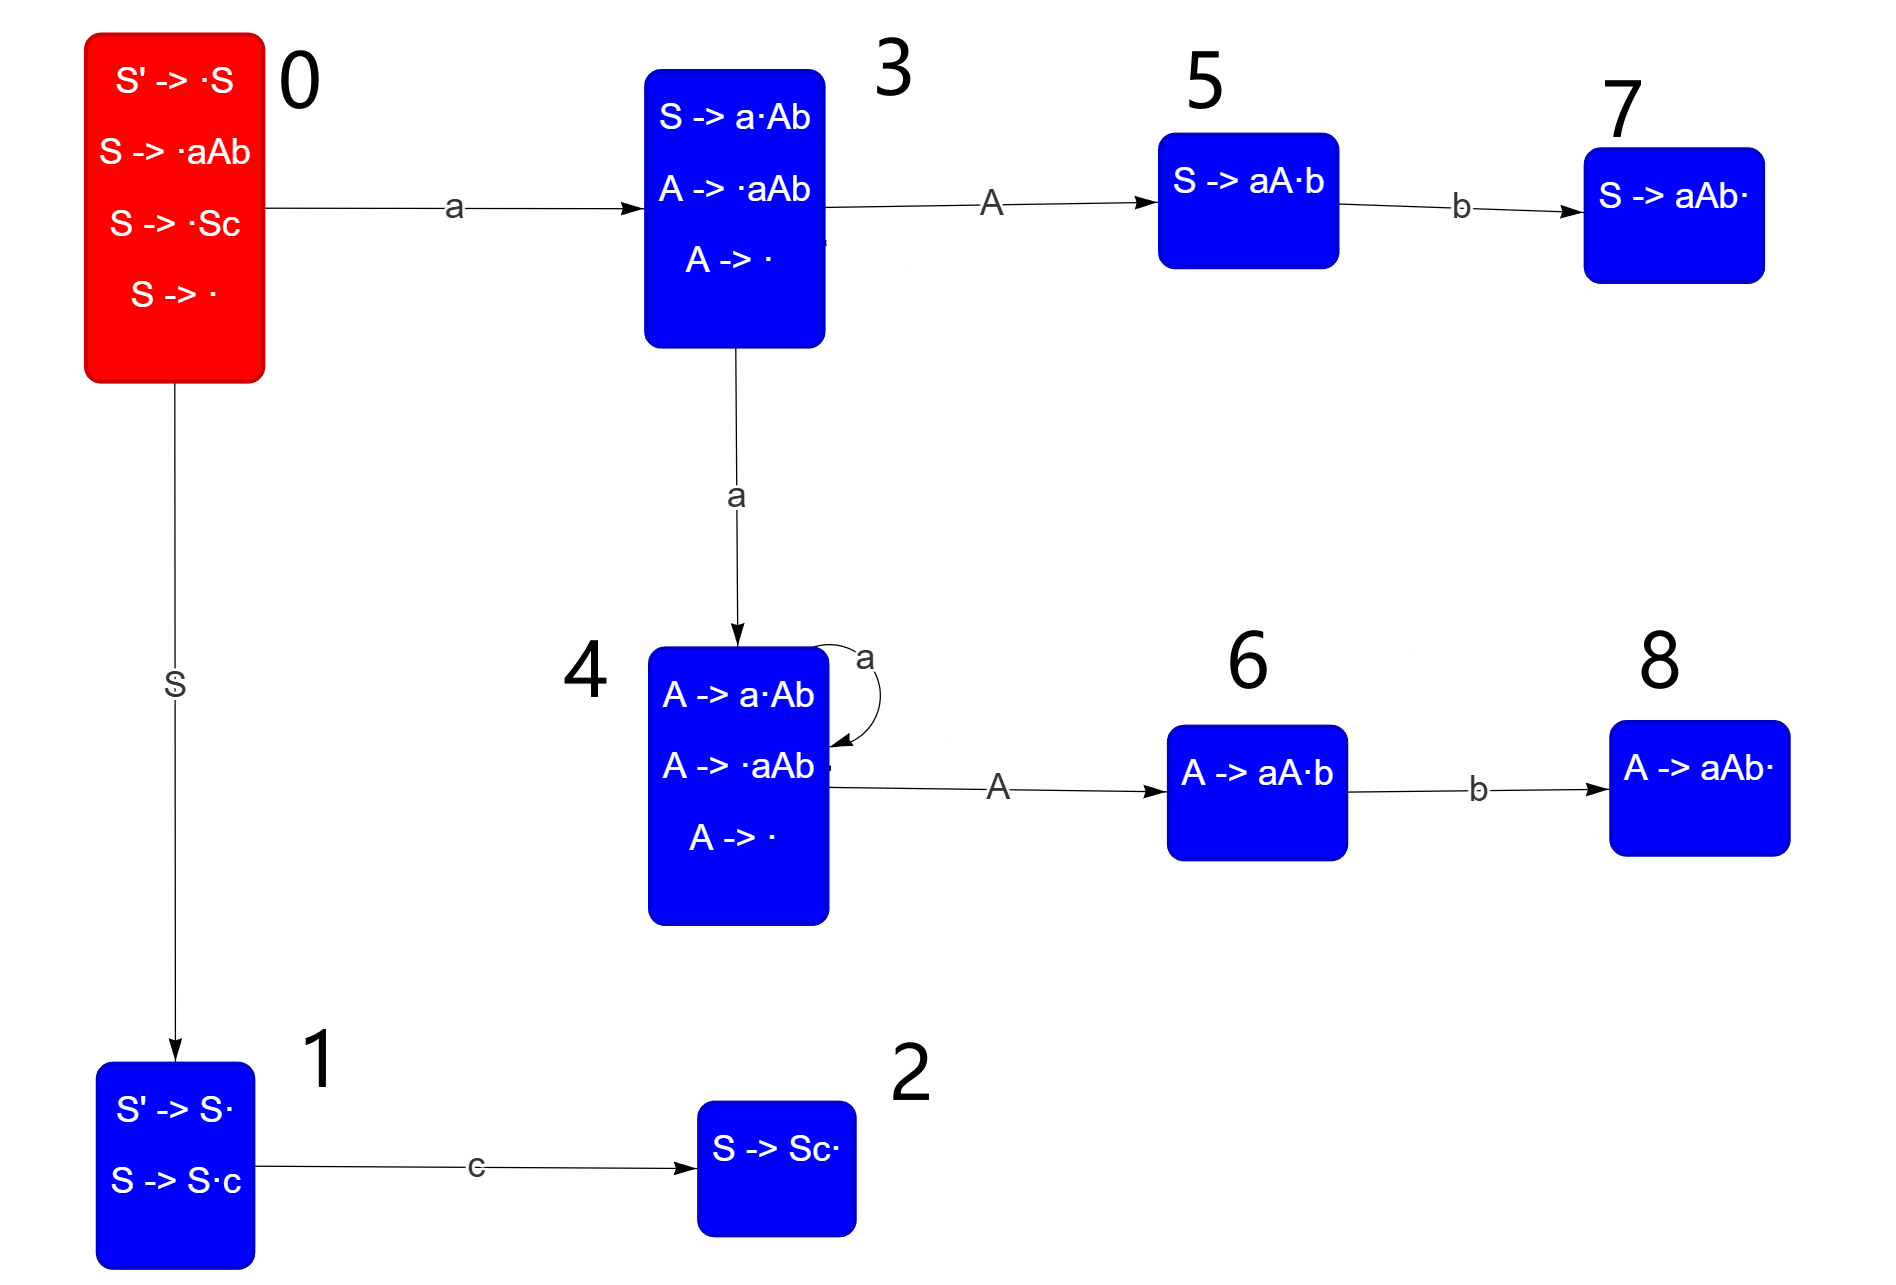 0
S' -> ·S
S -> ·aAb
S -> ·Sc
S -> ·
a
3
S -> a·Ab
A -> ·aAb
A -> ·
A
5
S -> aA·b
b
7
S -> aAb·
S
a
4
A -> a·Ab
A -> ·aAb
A -> ·
a
A
6
A -> aA·b
b
8
A -> aAb·
1
S' -> S·
S -> S·c
c
2
S -> Sc·